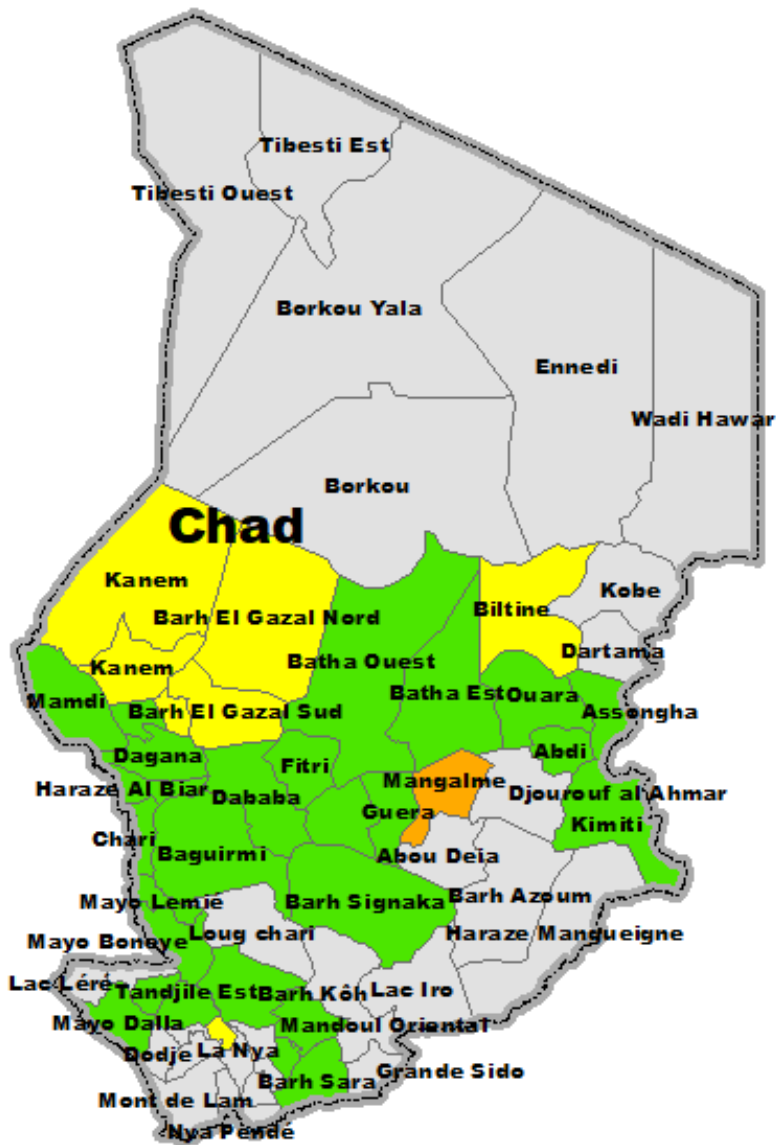 Tibesti Est
Tibesti Ouest
Borkou Yala
Ennedi
Wadi Hawar
Borkou
Chad
Kanem
Kobe
Biltine
Barh El Gazal Nord
Dartama
Batha Ouest
Kanem
Batha Est
Ouara
Mamdi
Barh El Gazal Sud
Assongha
Dagana
Abdi
Fitri
Mangalme
Haraze Al Biar
Dababa
Djourouf al Ahmar
Guera
Kimiti
Chari
Baguirmi
Abou Deia
Mayo Lemié
Barh Signaka
Barh Azoum
Loug chari
Haraze Mangueigne
Mayo Boneye
Lac Léré
Tandjile Est
Barh Kôh
Lac Iro
Mayo Dalla
Mandoul Oriental
Dodje
La Nya
Barh Sara
Grande Sido
Mont de Lam
Nya Pendé